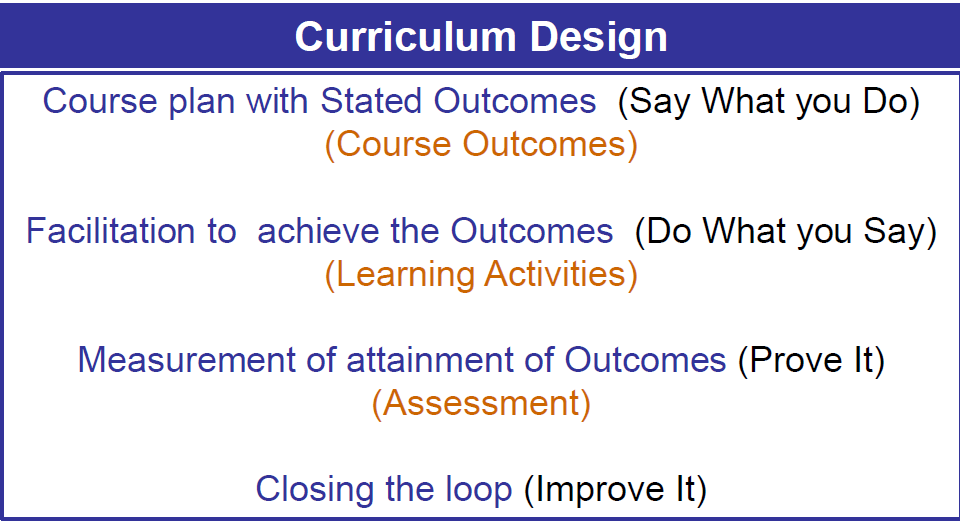 Curriculum Design
Course plan with Stated Outcomes (Say What you Do)
(Course Outcomes)
Facilitation to achieve the Outcomes (Do What you Say)
(Learning Activities)
Measurement of attainment of Outcomes (Prove It)
(Assessment)
Closing the loop (Improve It)